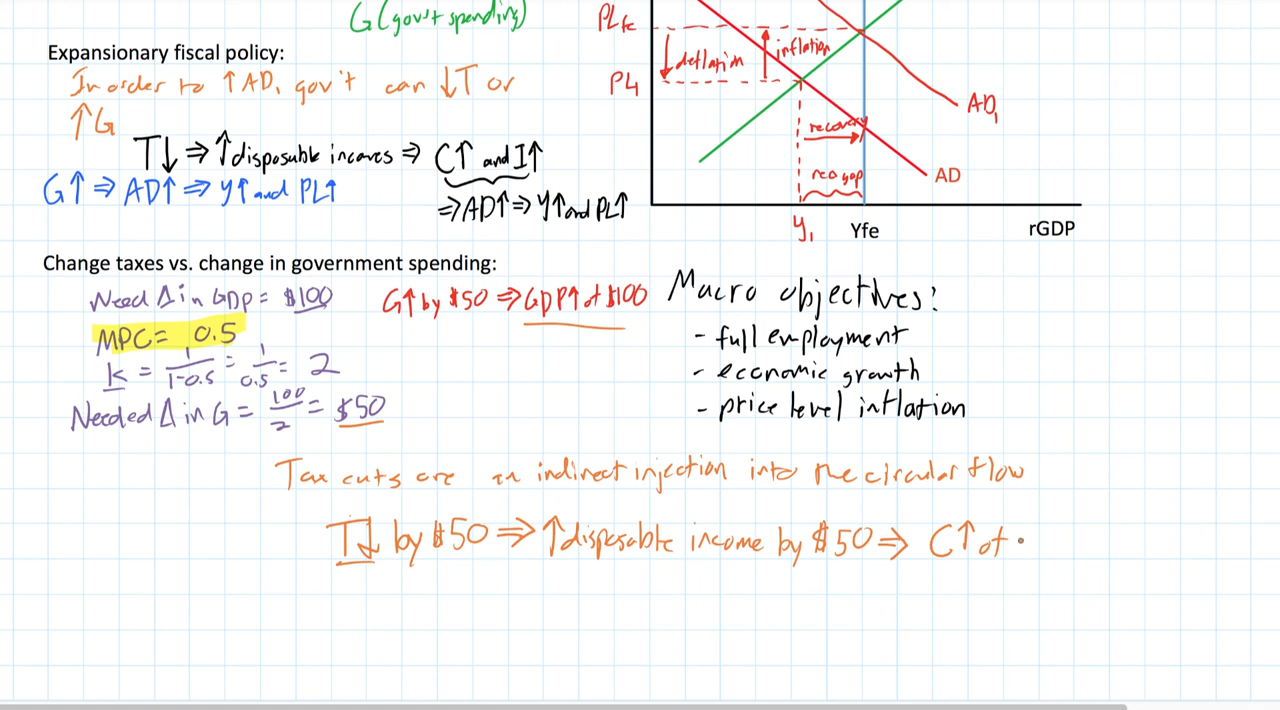 G (gov't spending)
Expansionary fiscal policy:
In order to ↑AD, gov't can ↓T or
↑G
T↓ ⇒ ↑disposable incomes ⇒ C↑ and I↑
⇒ AD↑ ⇒ Y↑ and PL↑
G↑ ⇒ AD↑ ⇒ Y↑ and PL↑
PLfe
deflation
inflation
PL1
AD1
recovery
AD
rec gap
Y1
Yfe
rGDP
Change taxes vs. change in government spending:
Need Δ in GDP = $100
G↑ by $50 ⇒ GDP↑ of $100
MPC = 0.5
k = 1/1-0.5 = 1/0.5 = 2
Needed Δ in G = 100/2 = $50
Macro objectives:
- full employment
- economic growth
- price level inflation
Tax cuts are an indirect injection into the circular flow
T↓ by $50 ⇒ ↑disposable income by $50 ⇒ C↑ of